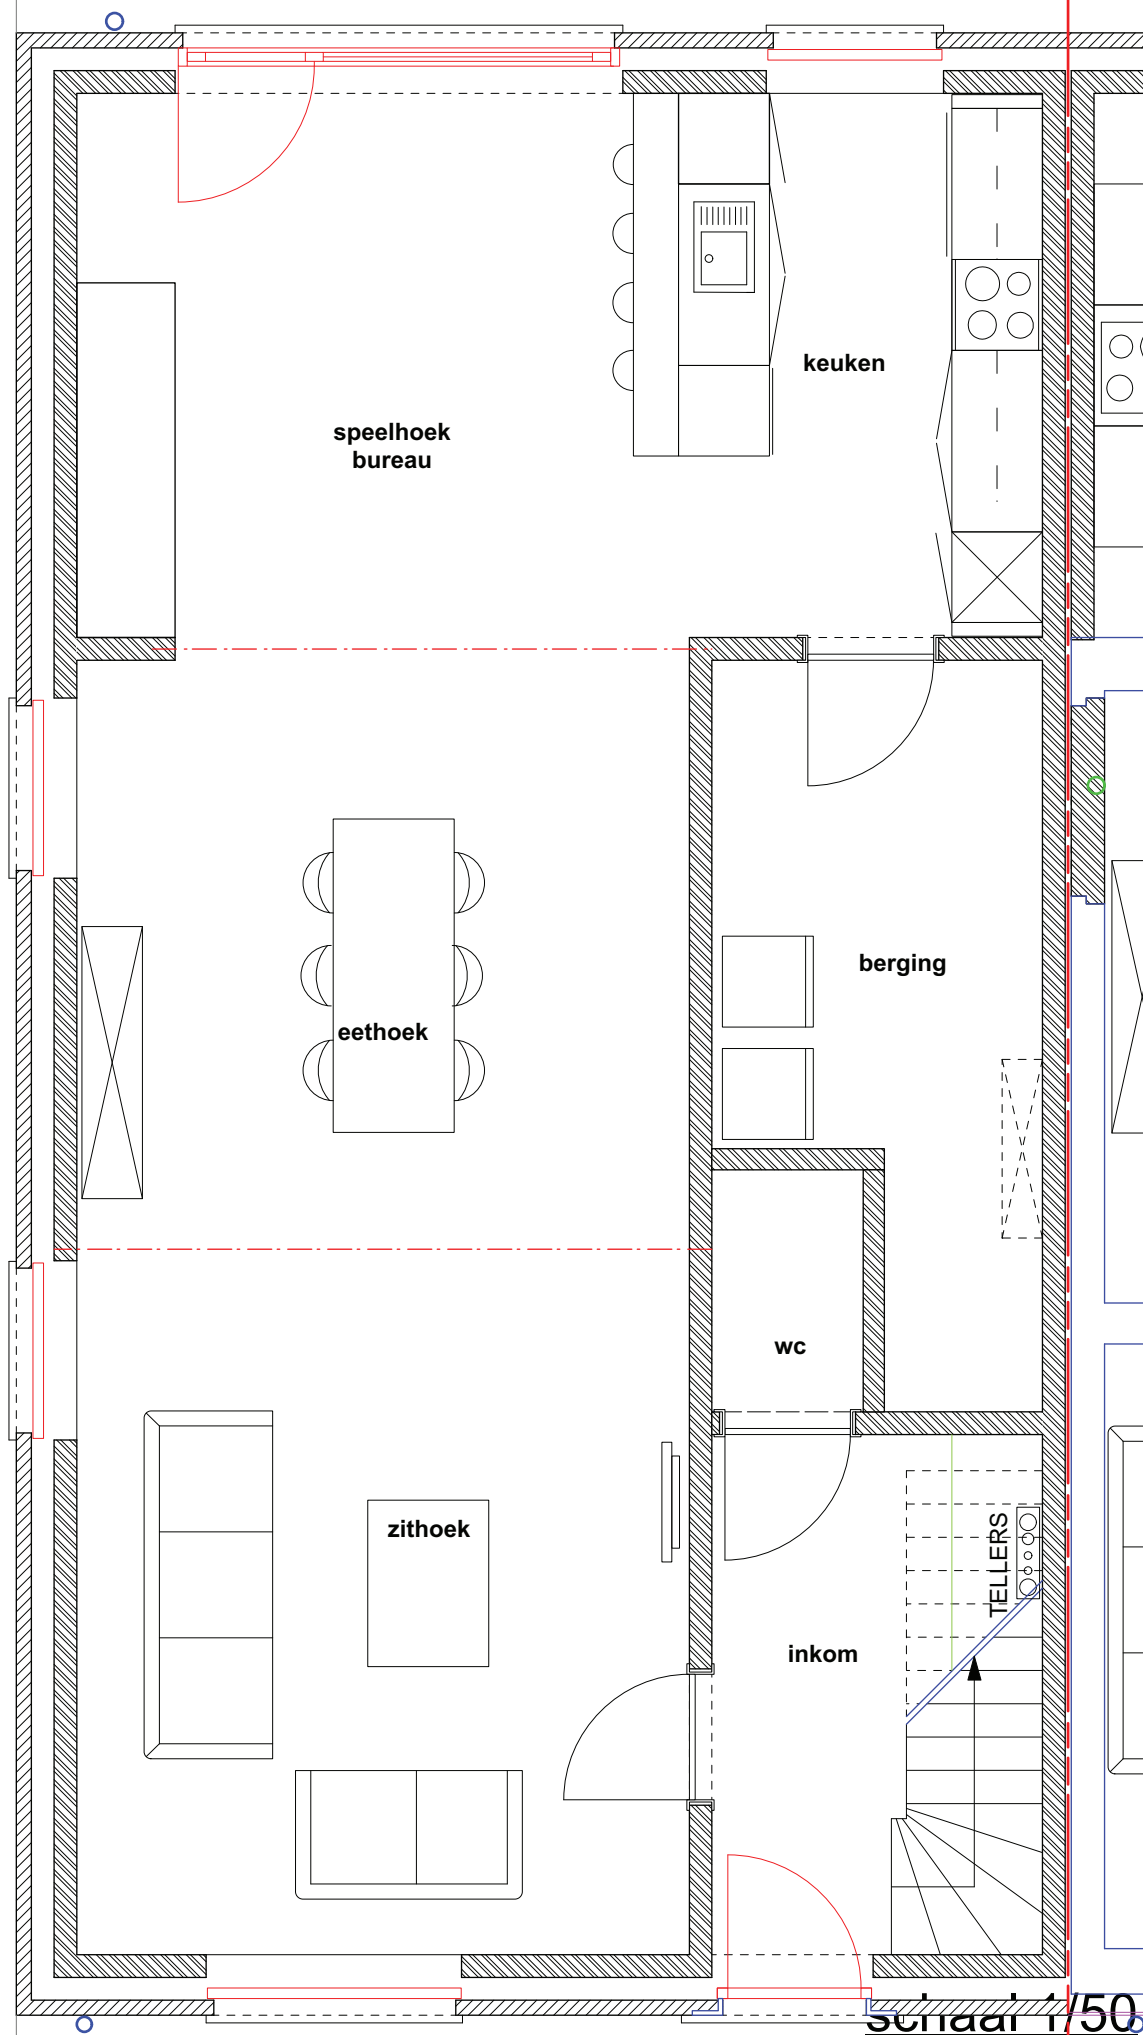 keuken
speelhoek
bureau
berging
eethoek
wc
zithoek
TELLERS
inkom
schaal 1/50